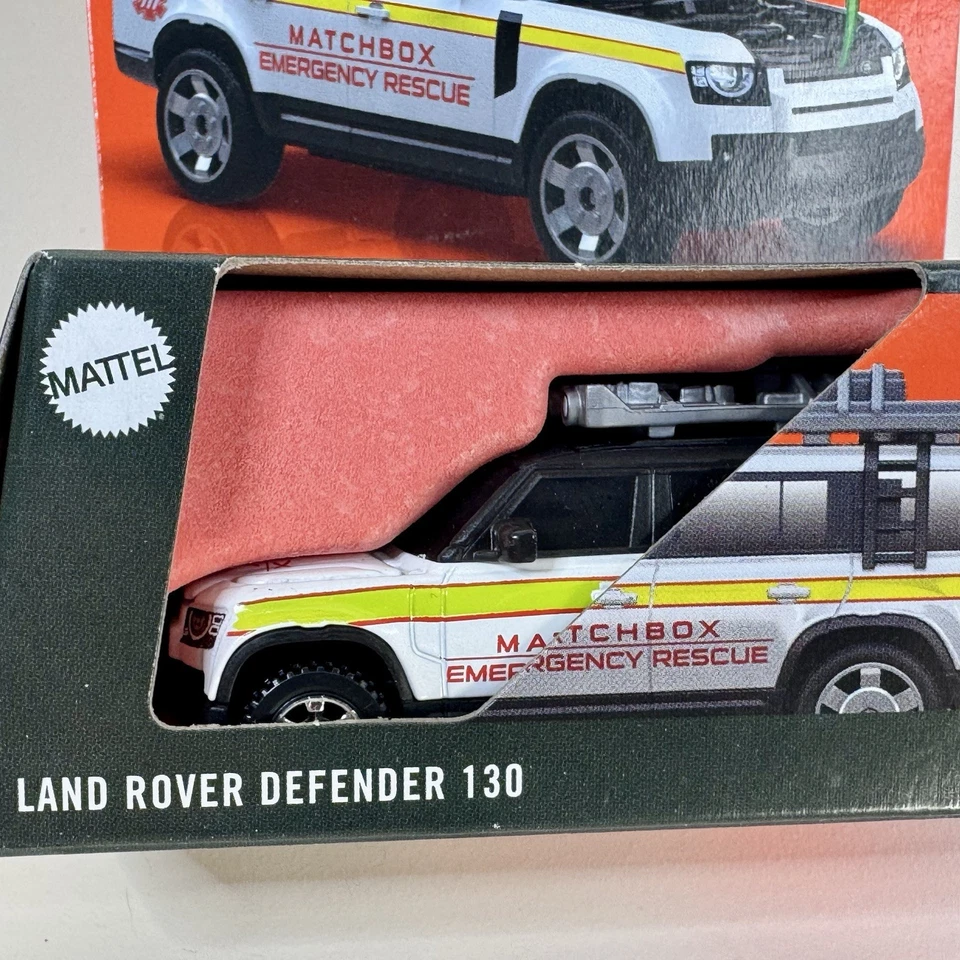 MATCHBOX
EMERGENCY RESCUE
MATTEL
MATCHBOX
EMERGENCY RESCUE
LAND ROVER DEFENDER 130